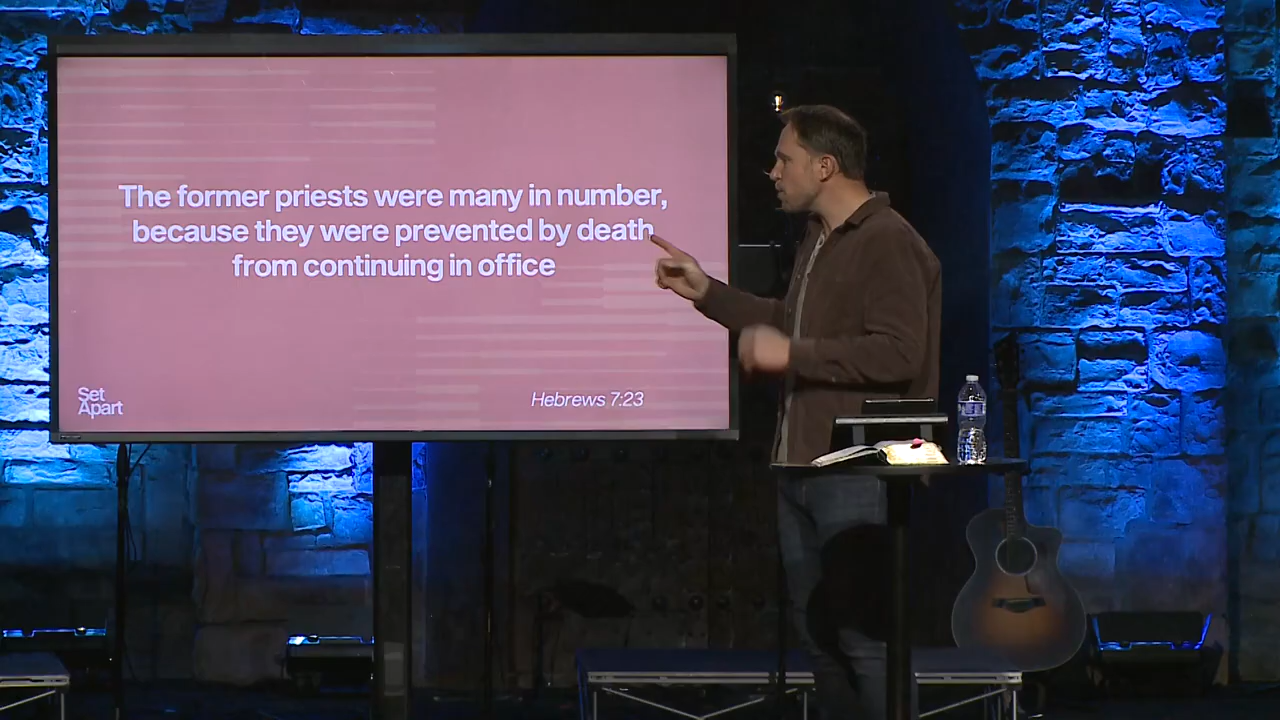 The former priests were many in number,
because they were prevented by death
from continuing in office
Set
Apart
Hebrews 7:23